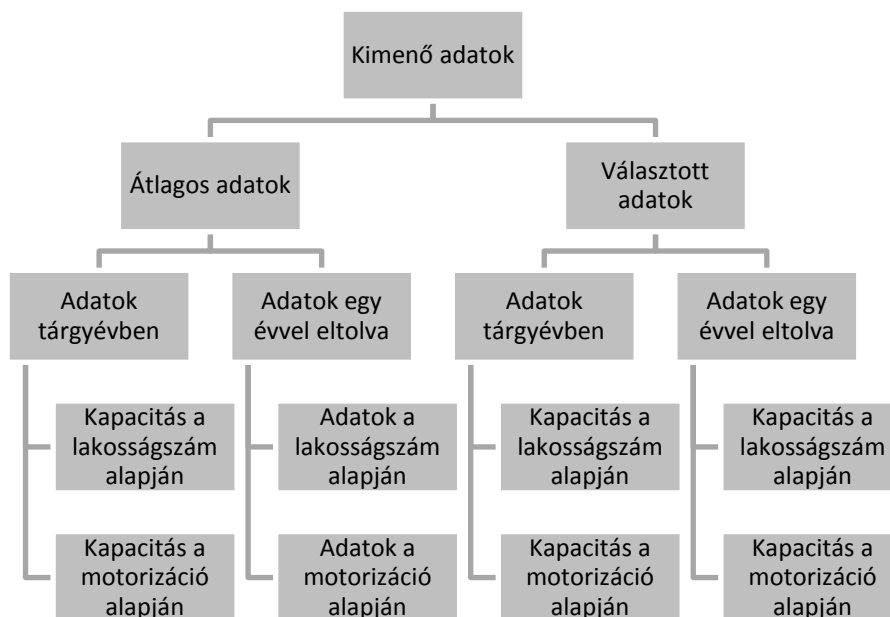 Kimenő adatok
Átlagos adatok
Választott
adatok
Adatok
tárgyévben
Adatok egy
évvel eltolva
Adatok
tárgyévben
Adatok egy
évvel eltolva
Kapacitás a
lakosságszám
alapján
Adatok a
lakosságszám
alapján
Kapacitás a
lakosságszám
alapján
Kapacitás a
lakosságszám
alapján
Kapacitás a
motorizáció
alapján
Adatok a
motorizáció
alapján
Kapacitás a
motorizáció
alapján
Kapacitás a
motorizáció
alapján